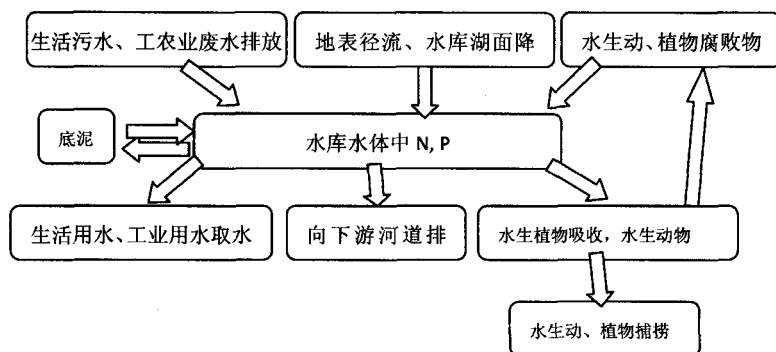 生活污水、工农业废水排放
地表径流、水库湖面降
水生动、植物腐败物
底泥
水库水体中 N, P
生活用水、工业用水取水
向下游河道排
水生植物吸收，水生动物
水生动、植物捕捞